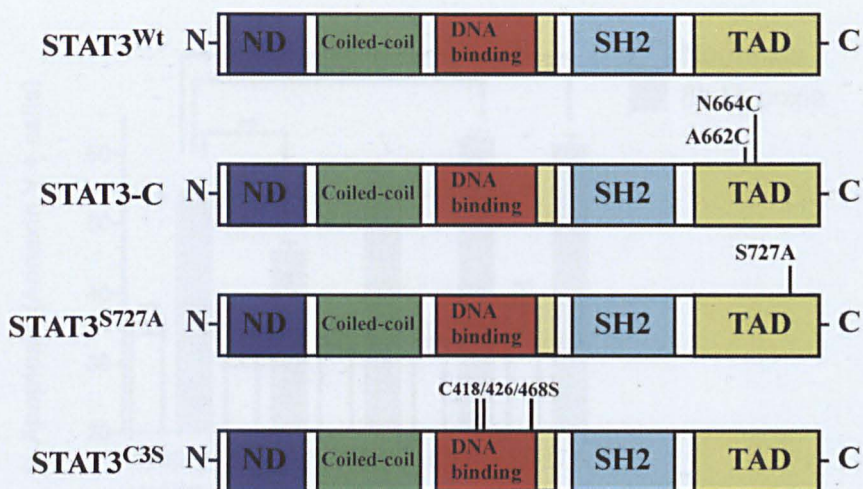 STAT3Wt N- ND Coiled-coil DNA binding SH2 TAD -C
N664C
A662C
STAT3-C N- ND Coiled-coil DNA binding SH2 TAD -C
S727A
STAT3S727A N- ND Coiled-coil DNA binding SH2 TAD -C
C418/426/468S
STAT3C3S N- ND Coiled-coil DNA binding SH2 TAD -C